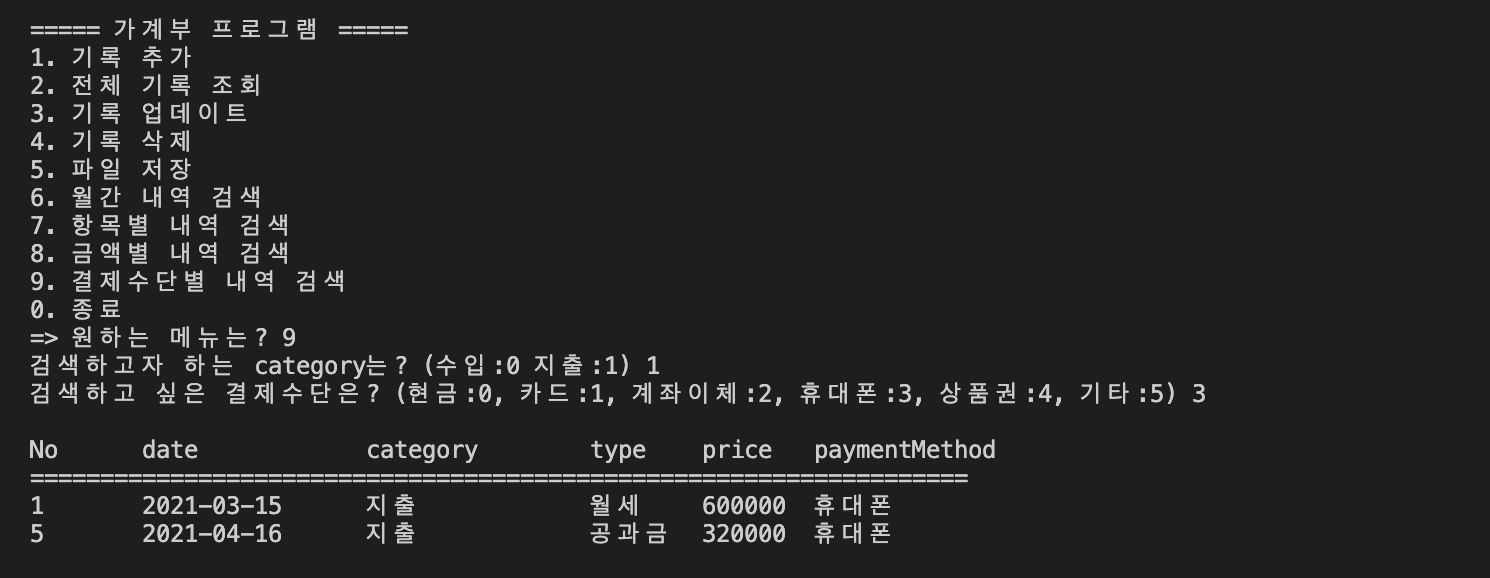 ===== 가계부 프로그램 =====
1. 기록 추가
2. 전체 기록 조회
3. 기록 업데이트
4. 기록 삭제
5. 파일 저장
6. 월간 내역 검색
7. 항목별 내역 검색
8. 금액별 내역 검색
9. 결제수단별 내역 검색
0. 종료
=> 원하는 메뉴는? 9
검색하고자 하는 category는? (수입:0 지출:1) 1
검색하고 싶은 결제수단은? (현금:0, 카드:1, 계좌이체:2, 휴대폰:3, 상품권:4, 기타:5) 3
No date category type price paymentMethod
===================================================================
1 2021-03-15 지출 월세 600000 휴대폰
5 2021-04-16 지출 공과금 320000 휴대폰